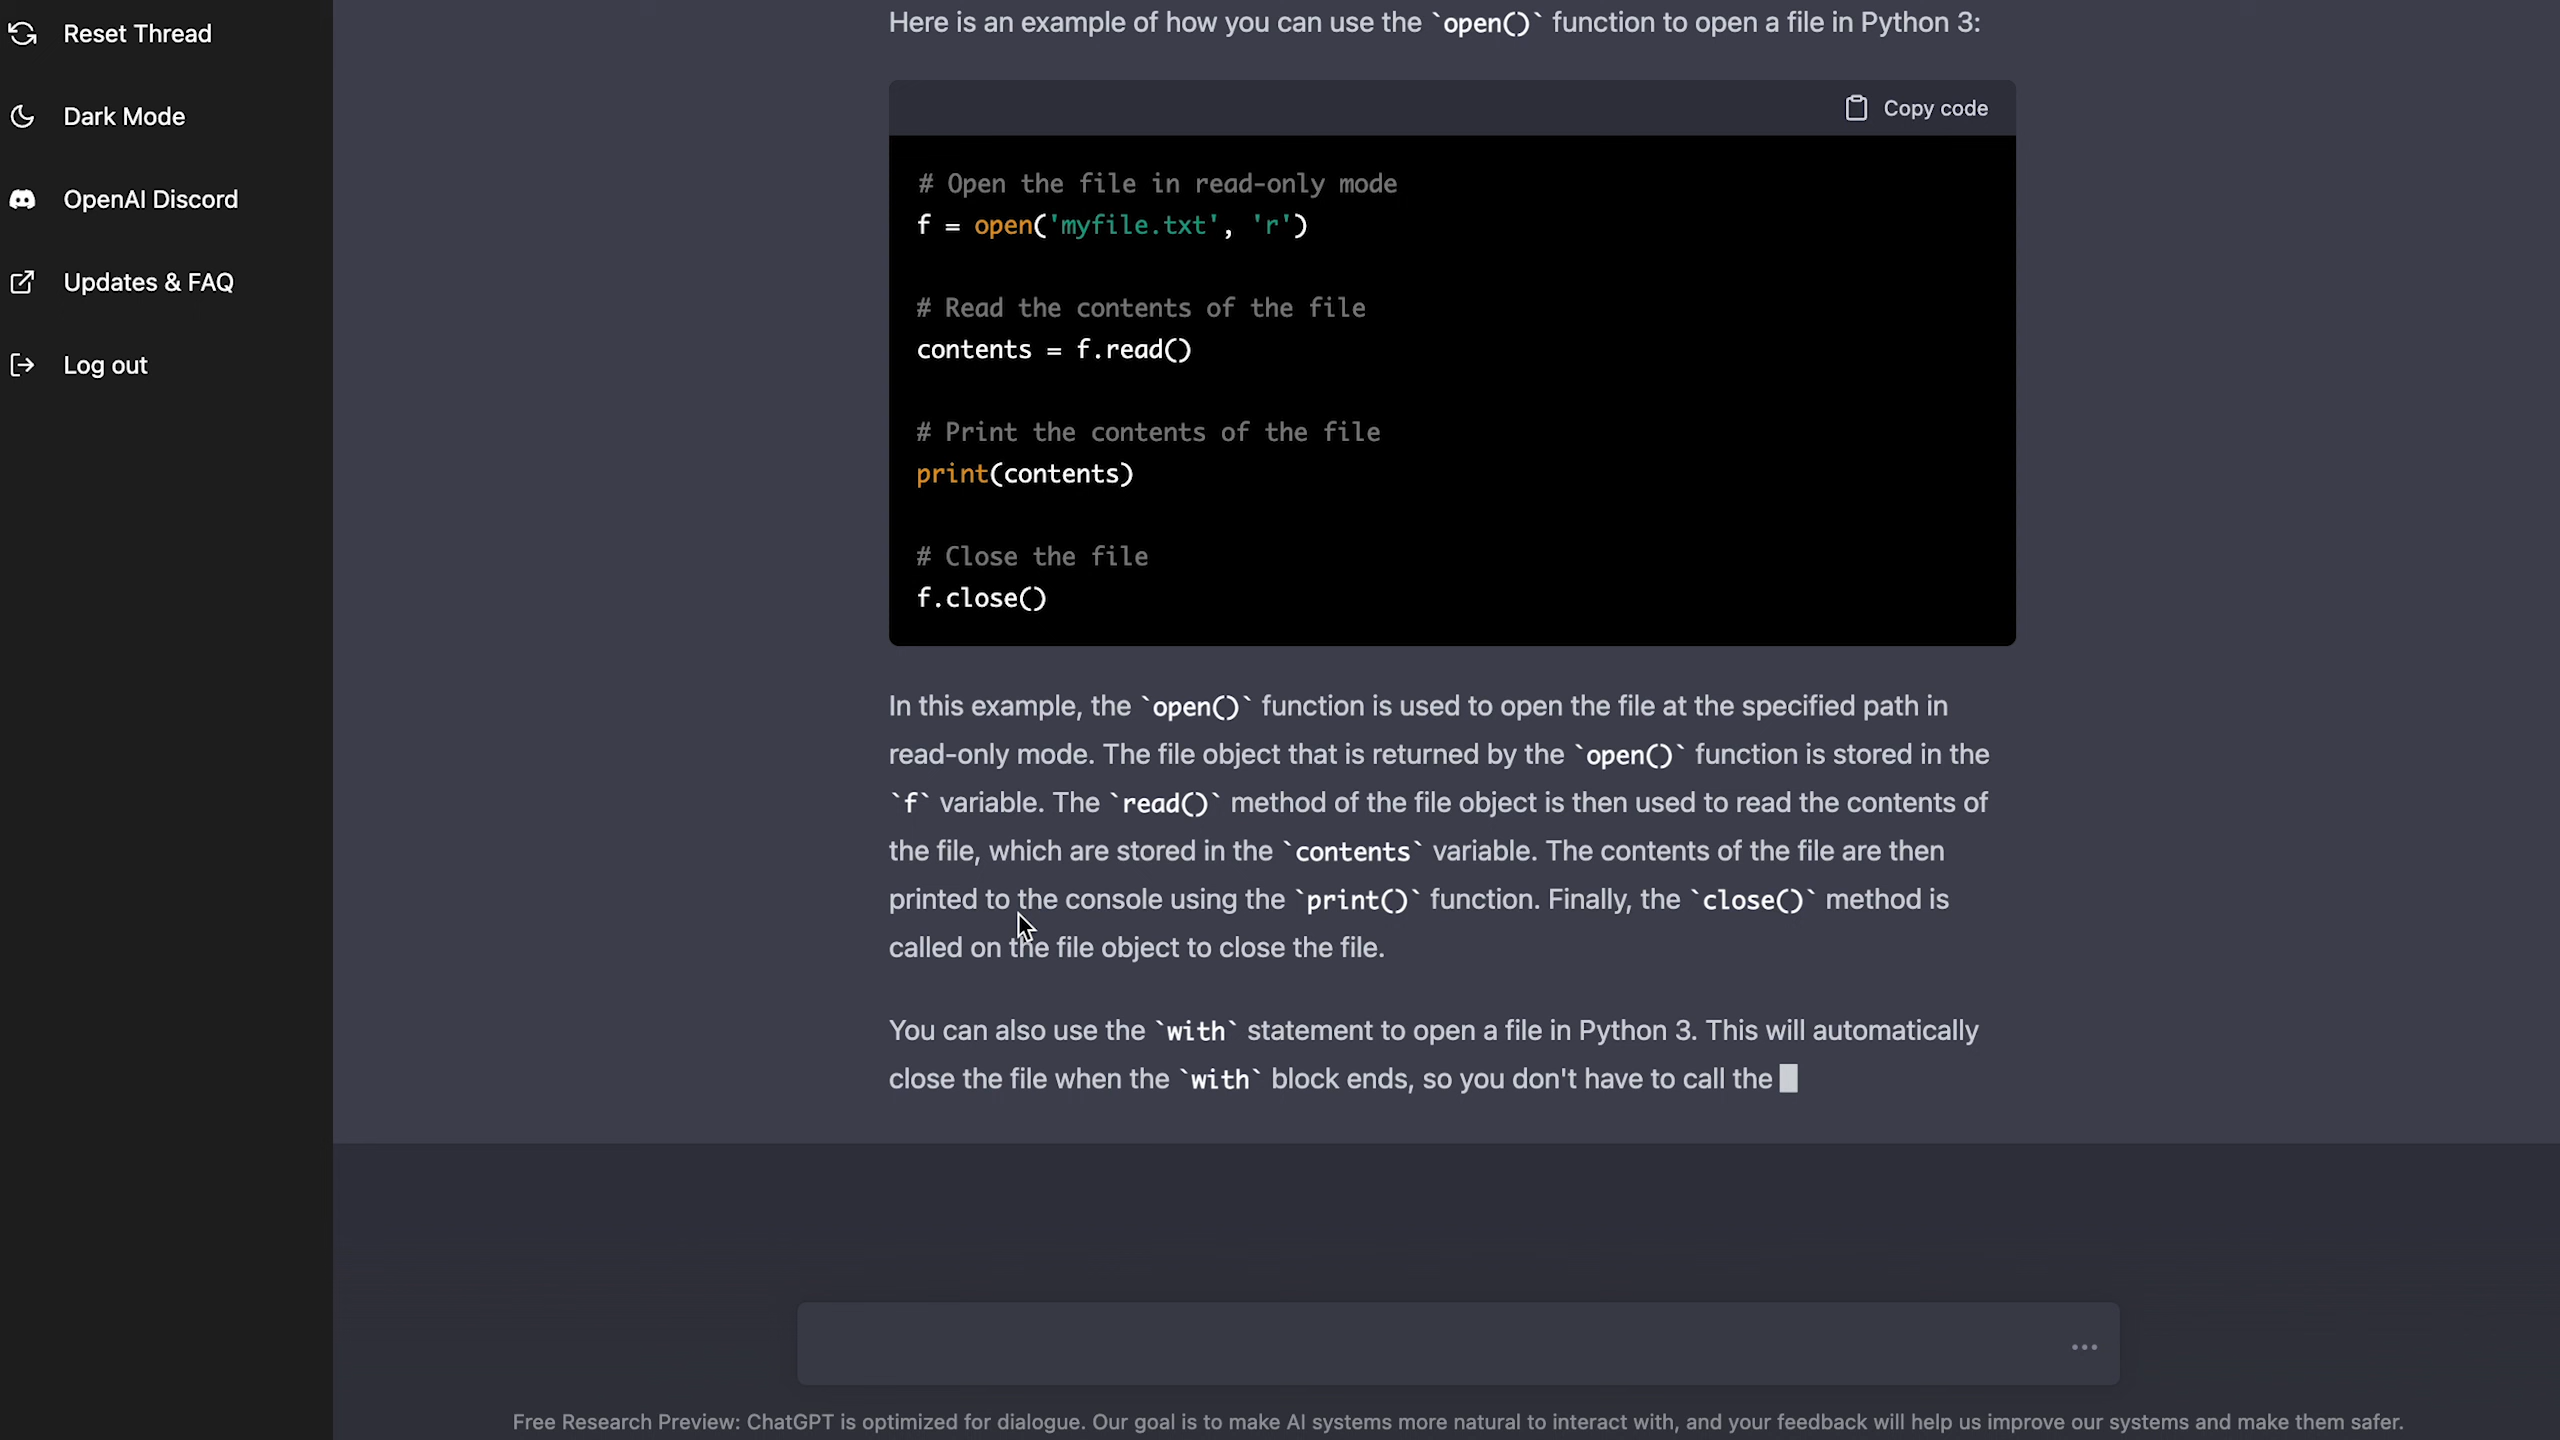 Reset Thread
Dark Mode
OpenAI Discord
Updates & FAQ
Log out
Here is an example of how you can use the `open()` function to open a file in Python 3:
Copy code
# Open the file in read-only mode
f = open('myfile.txt', 'r')
# Read the contents of the file
contents = f.read()
# Print the contents of the file
print(contents)
# Close the file
f.close()
In this example, the `open()` function is used to open the file at the specified path in
read-only mode. The file object that is returned by the `open()` function is stored in the
`f` variable. The `read()` method of the file object is then used to read the contents of
the file, which are stored in the `contents` variable. The contents of the file are then
printed to the console using the `print()` function. Finally, the `close()` method is
called on the file object to close the file.
You can also use the `with` statement to open a file in Python 3. This will automatically
close the file when the `with` block ends, so you don't have to call the
Free Research Preview: ChatGPT is optimized for dialogue. Our goal is to make AI systems more natural to interact with, and your feedback will help us improve our systems and make them safer.